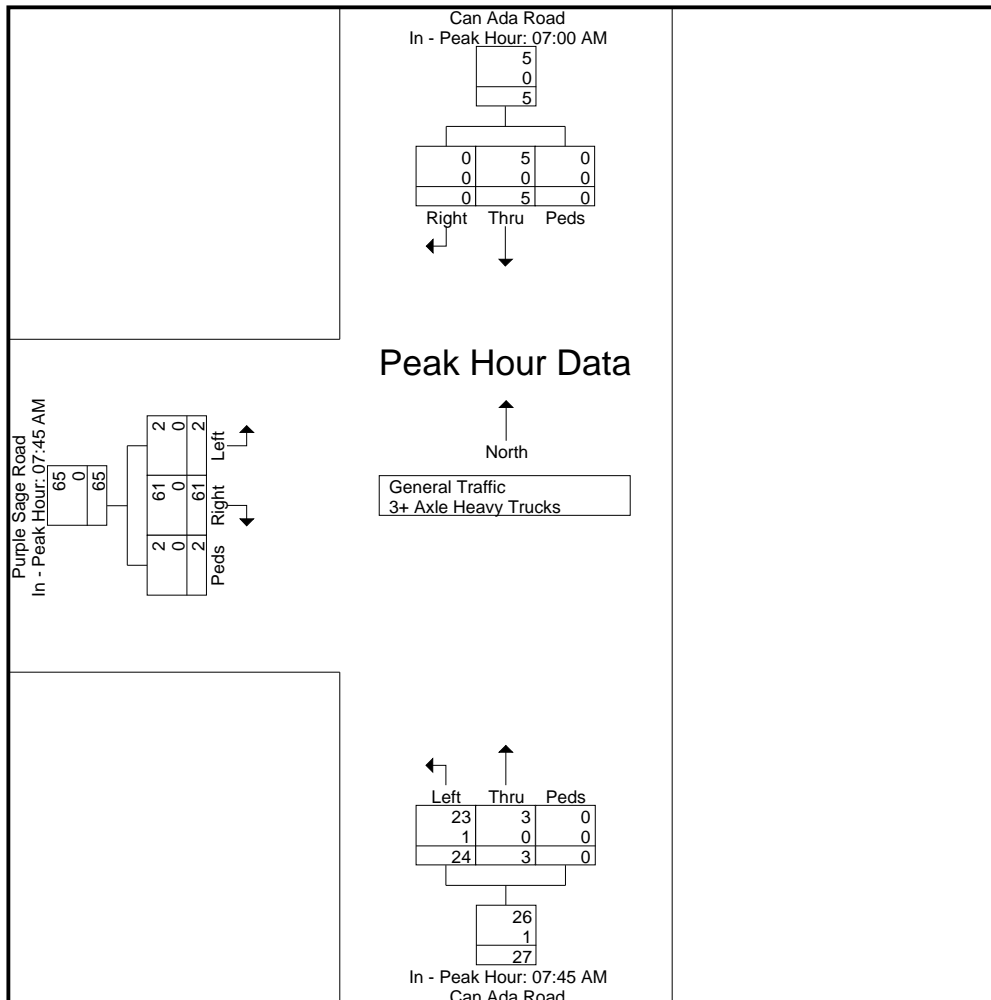 Can Ada Road
In - Peak Hour: 07:00 AM
5
0
5
0 5 0
0 0 0
0 5 0
Right Thru Peds
Peak Hour Data
North
General Traffic
3+ Axle Heavy Trucks
Purple Sage Road
In - Peak Hour: 07:45 AM
65
0
65
2 0 2
Left
61 0 61
Right
2 0 2
Peds
Left Thru Peds
23 3 0
1 0 0
24 3 0
26
1
27
In - Peak Hour: 07:45 AM
Can Ada Road